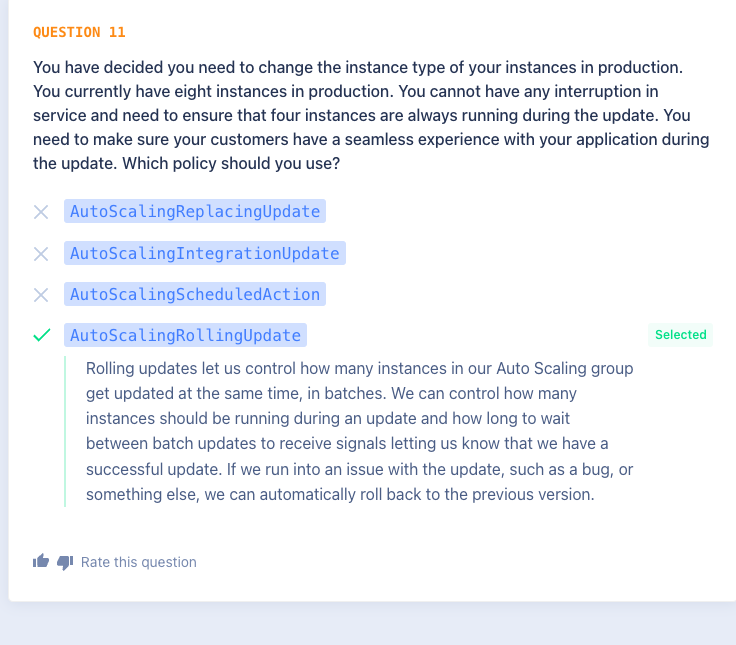 QUESTION 11
You have decided you need to change the instance type of your instances in production.
You currently have eight instances in production. You cannot have any interruption in
service and need to ensure that four instances are always running during the update. You
need to make sure your customers have a seamless experience with your application during
the update. Which policy should you use?
AutoScalingReplacingUpdate
AutoScalingIntegrationUpdate
AutoScalingScheduledAction
AutoScalingRollingUpdate
Selected
Rolling updates let us control how many instances in our Auto Scaling group
get updated at the same time, in batches. We can control how many
instances should be running during an update and how long to wait
between batch updates to receive signals letting us know that we have a
successful update. If we run into an issue with the update, such as a bug, or
something else, we can automatically roll back to the previous version.
Rate this question